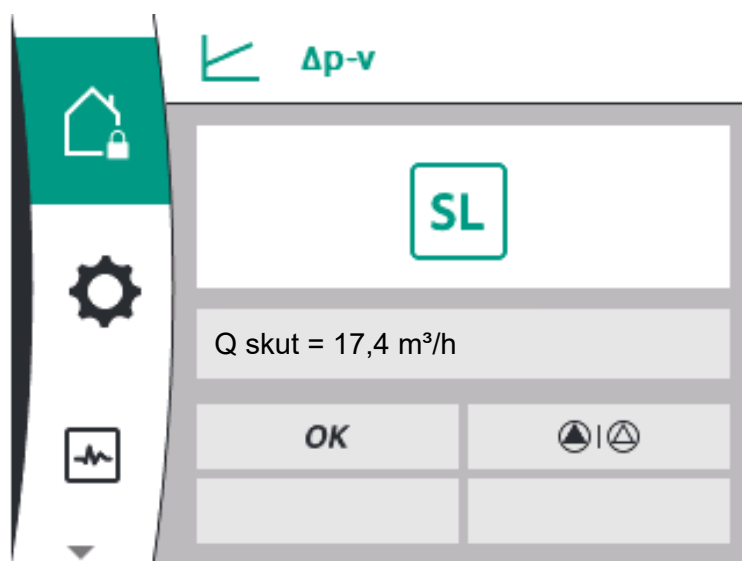 Δp-v
SL
Q skut = 17,4 m³/h
OK